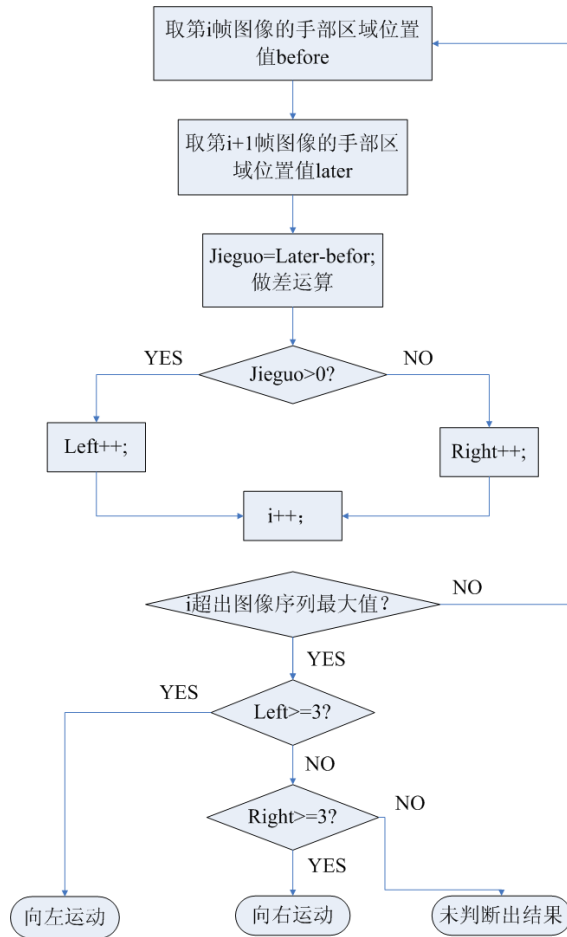 取第i帧图像的手部区域位置
值before
取第i+1帧图像的手部区
域位置值later
Jieguo=Later-befor;
做差运算
YES
NO
Jieguo>0?
Left++;
Right++;
i++；
NO
i超出图像序列最大值？
YES
YES
Left>=3?
NO
NO
Right>=3?
YES
向左运动
向右运动
未判断出结果